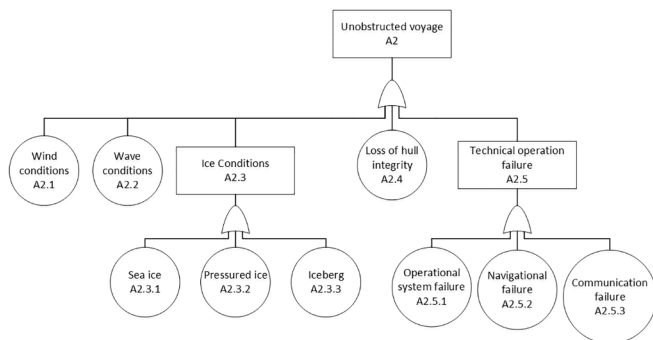 Unobstructed voyage
A2
Wind
conditions
A2.1
Wave
conditions
A2.2
Ice Conditions
A2.3
Loss of hull
integrity
A2.4
Technical operation
failure
A2.5
Sea ice
A2.3.1
Pressured ice
A2.3.2
Iceberg
A2.3.3
Operational
system failure
A2.5.1
Navigational
failure
A2.5.2
Communication
failure
A2.5.3